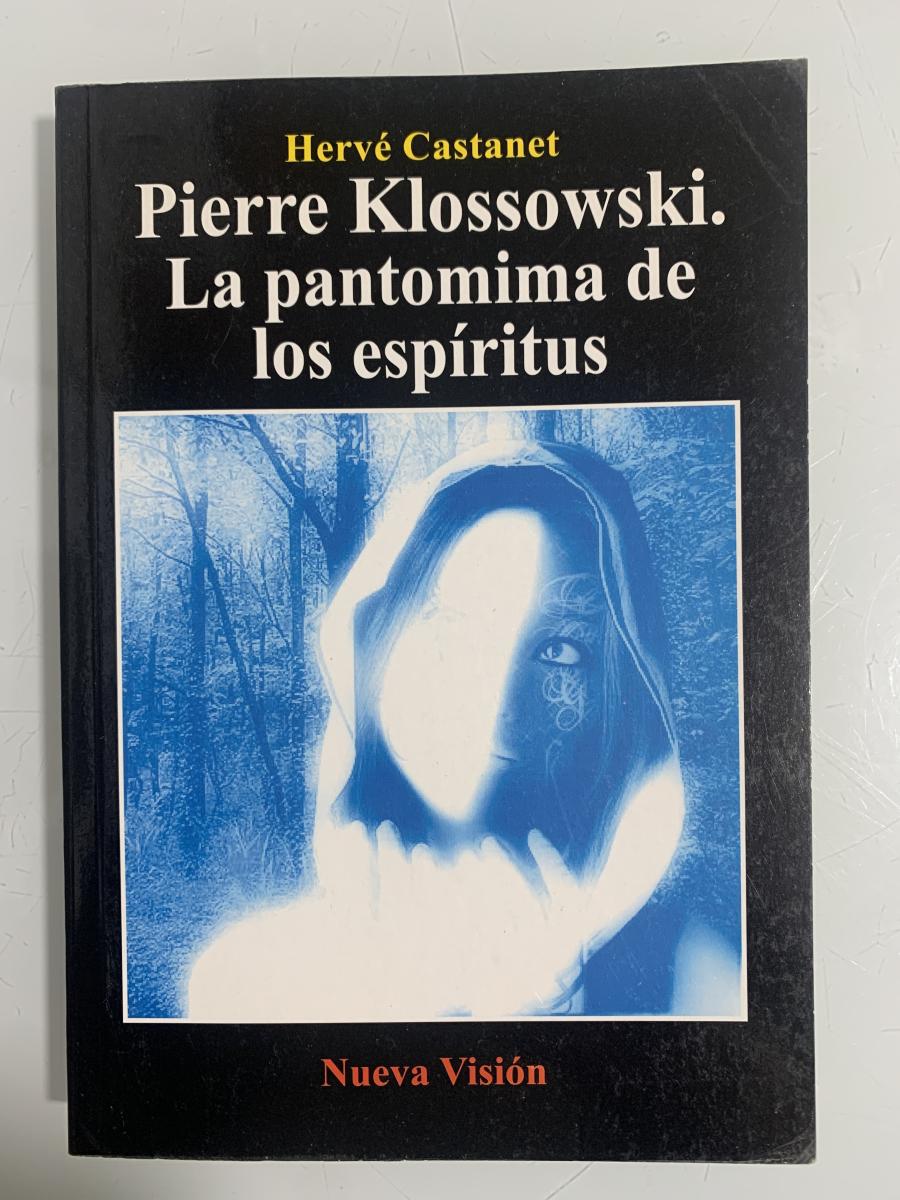 Hervé Castanet
Pierre Klossowski.
La pantomima de
los espíritus
Nueva Visión